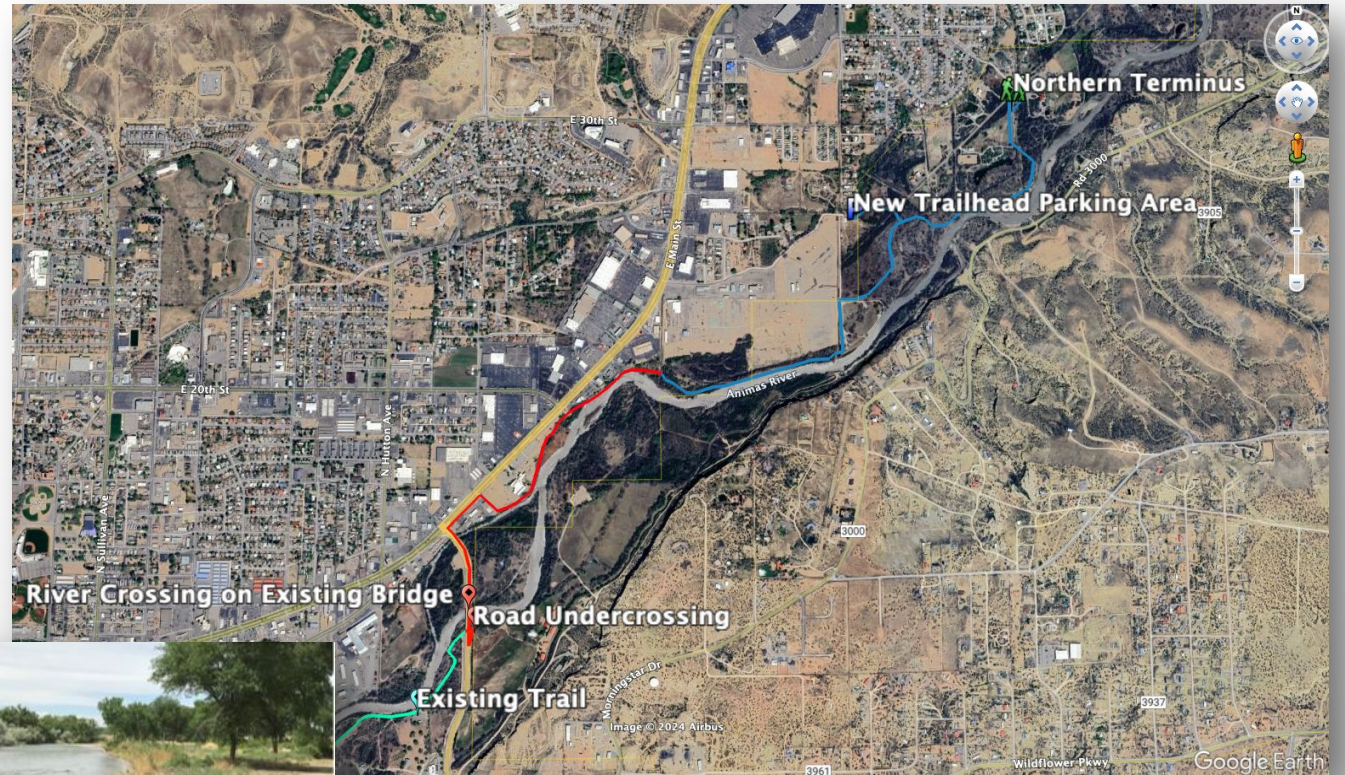 N
Northern Terminus
E 30th St
Rd 3000
New Trailhead Parking Area
3905
E Main St
E 20th St
Animas River
N Hutton Ave
N Sullivan Ave
3000
River Crossing on Existing Bridge
Road Undercrossing
Morningstar Dr
Existing Trail
3937
Image © 2024 Airbus
Wildflower Pkwy
Google Earth
3961